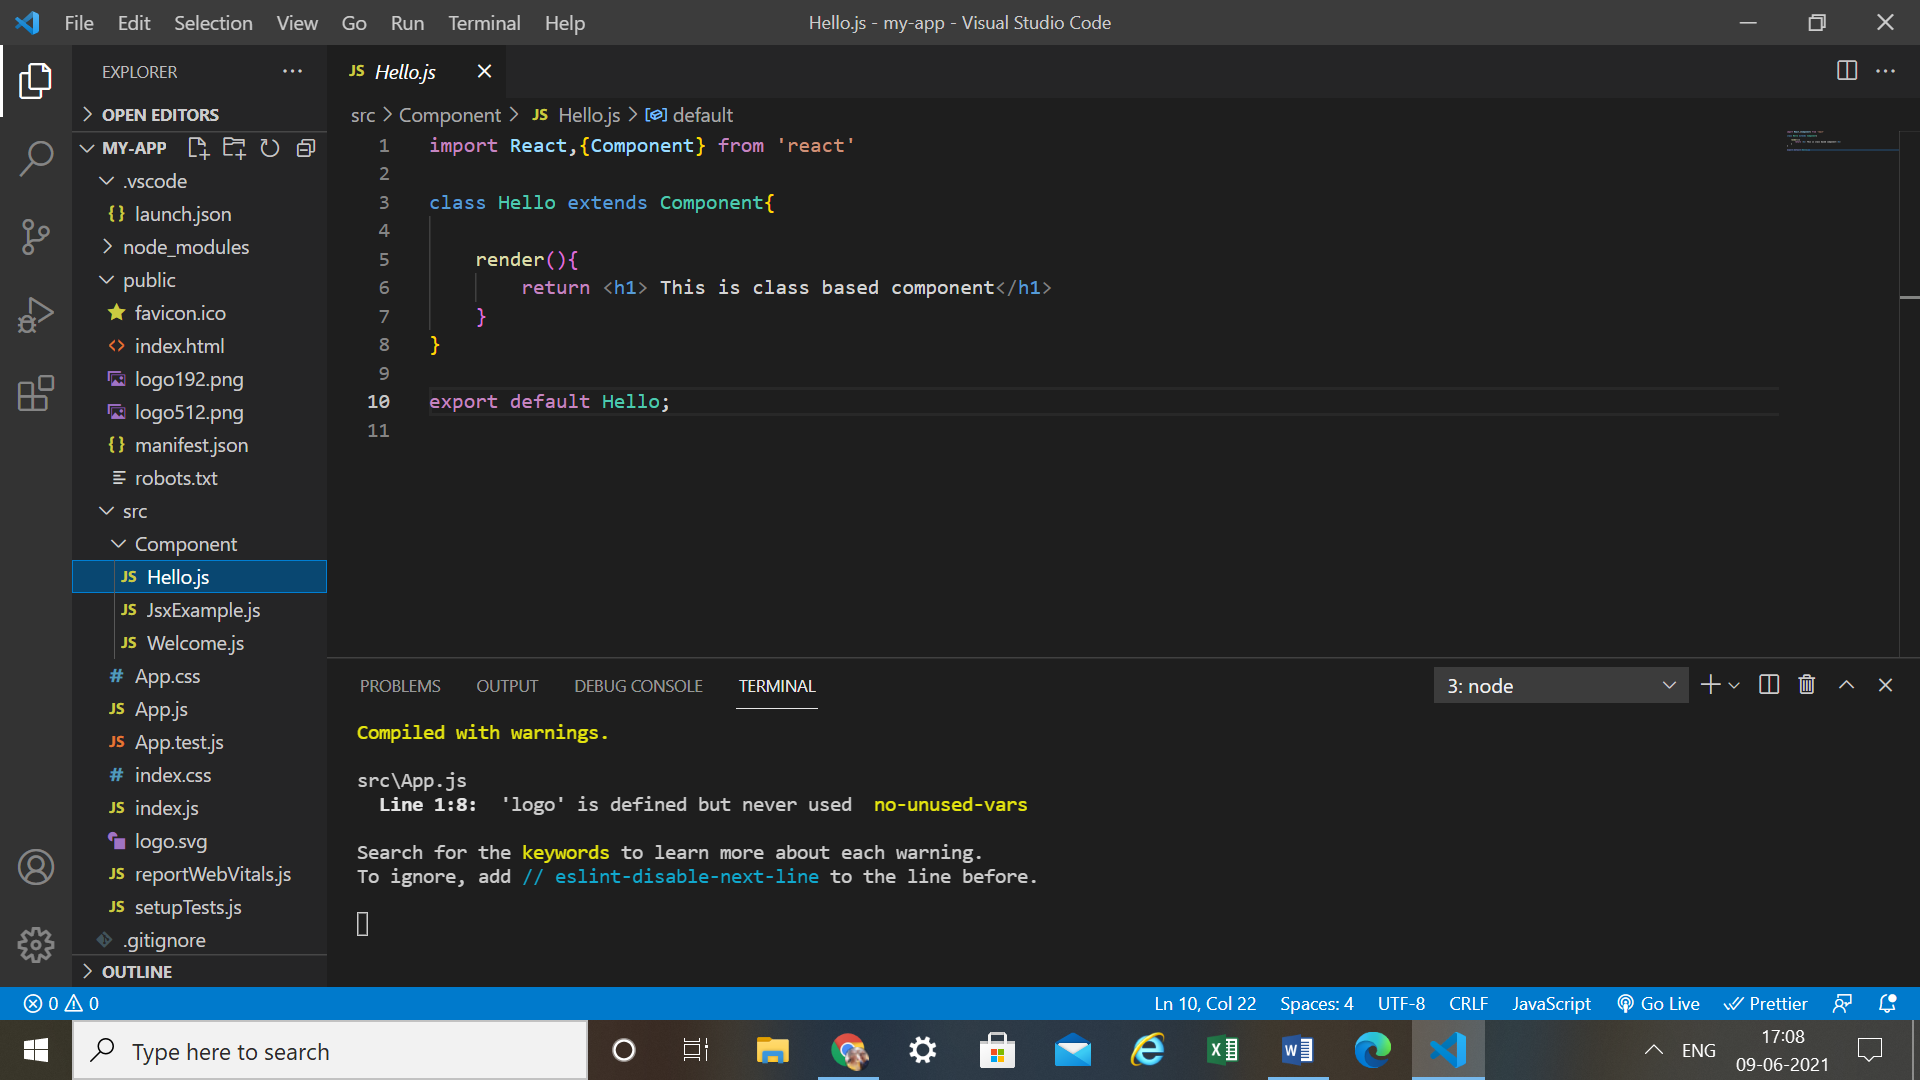 File Edit Selection View Go Run Terminal Help
Hello.js - my-app - Visual Studio Code
EXPLORER
OPEN EDITORS
MY-APP
.vscode
{} launch.json
node_modules
public
favicon.ico
<> index.html
logo192.png
logo512.png
{} manifest.json
robots.txt
src
Component
JS Hello.js
JS JsxExample.js
JS Welcome.js
# App.css
JS App.js
JS App.test.js
# index.css
JS index.js
logo.svg
JS reportWebVitals.js
JS setupTests.js
.gitignore
OUTLINE
JS Hello.js
src > Component > JS Hello.js > default
1 import React,{Component} from 'react'
2
3 class Hello extends Component{
4
5 render(){
6 return <h1> This is class based component</h1>
7 }
8 }
9
10 export default Hello;
11
PROBLEMS OUTPUT DEBUG CONSOLE TERMINAL
3: node
Compiled with warnings.
src\App.js
Line 1:8: 'logo' is defined but never used no-unused-vars
Search for the keywords to learn more about each warning.
To ignore, add // eslint-disable-next-line to the line before.
0 0
Ln 10, Col 22 Spaces: 4 UTF-8 CRLF JavaScript Go Live Prettier
Type here to search
ENG
17:08
09-06-2021